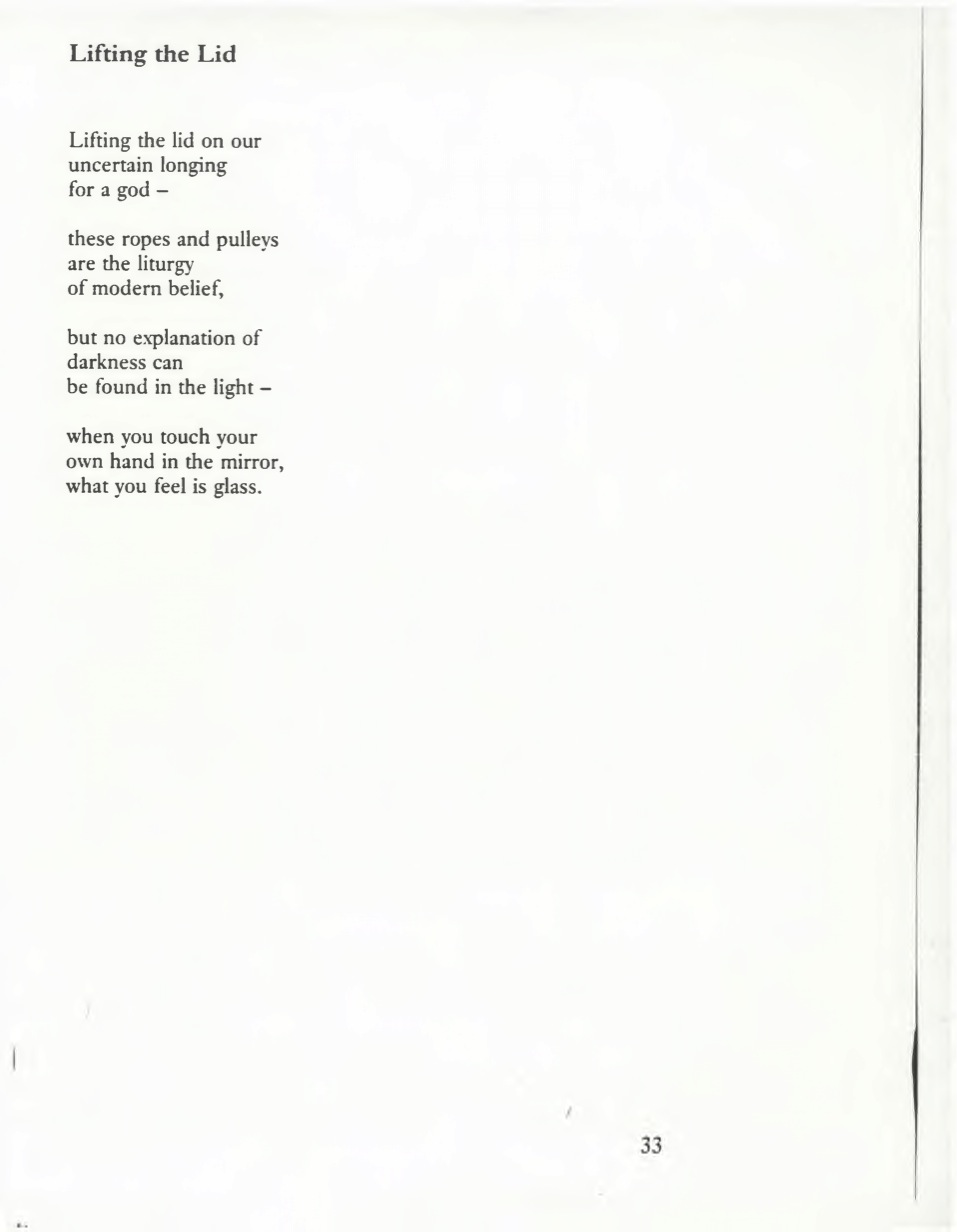 Lifting the Lid
Lifting the lid on our
uncertain longing
for a god –
these ropes and pulleys
are the liturgy
of modern belief,
but no explanation of
darkness can
be found in the light –
when you touch your
own hand in the mirror,
what you feel is glass.
33